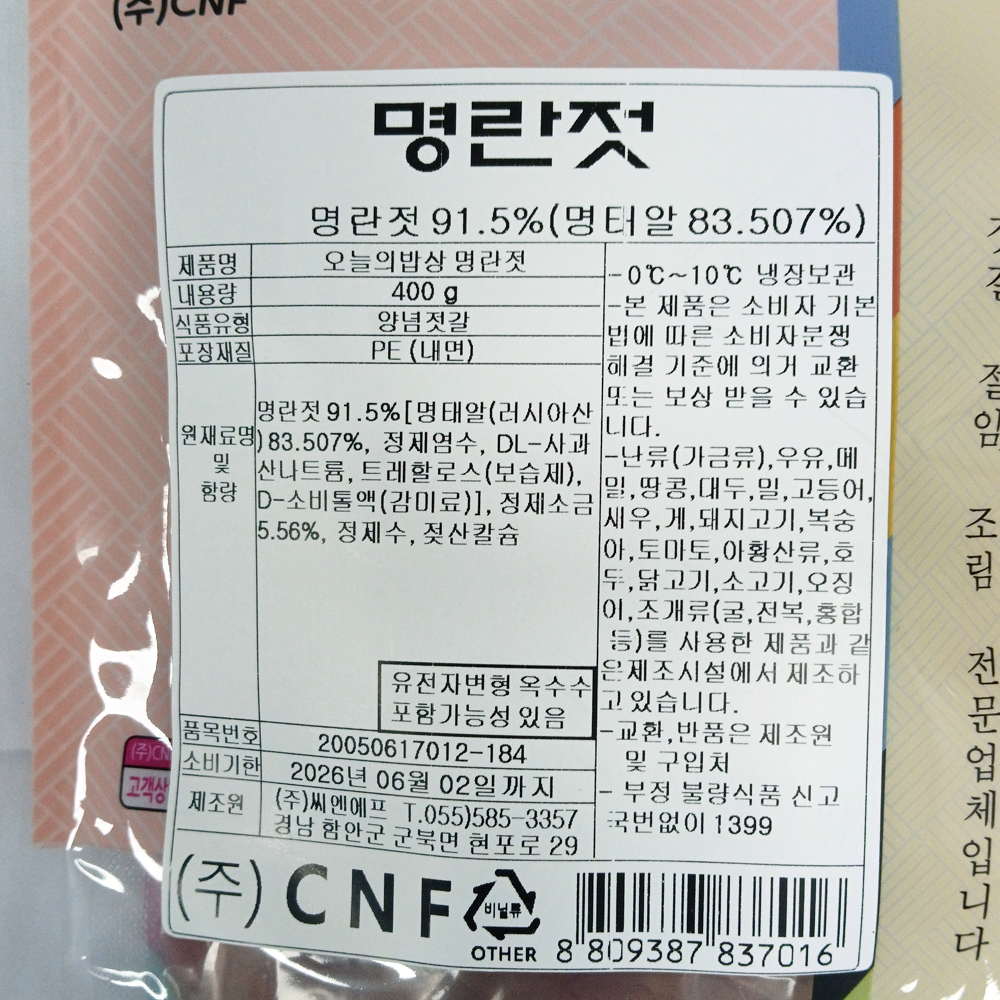 (주)CNF
명란젓
명란젓 91.5%(명태알 83.507%)
제품명 오늘의밥상 명란젓
내용량 400 g
식품유형 양념젓갈
포장재질 PE (내면)
원재료명
및
함량
명란젓 91.5%[명태알(러시아산
)83.507%, 정제염수, DL-사과
산나트륨, 트레할로스(보습제),
D-소비톨액(감미료)], 정제소금
5.56%, 정제수, 젖산칼슘
유전자변형 옥수수
포함가능성 있음
품목번호 20050617012-184
소비기한 2026년 06월 02일까지
제조원 (주)씨엔에프 T.055)585-3357
경남 함안군 군북면 현포로 29
-0℃~10℃ 냉장보관
-본 제품은 소비자 기본
법에 따른 소비자분쟁
해결 기준에 의거 교환
또는 보상 받을 수 있습
니다.
-난류(가금류),우유,메
밀,땅콩,대두,밀,고등어,
새우,게,돼지고기,복숭
아,토마토,아황산류,호
두,닭고기,소고기,오징
어,조개류(굴,전복,홍합
등)를 사용한 제품과 같
은제조시설에서 제조하
고 있습니다.
-교환,반품은 제조원
및 구입처
- 부정 불량식품 신고
국번없이 1399
(주) CNF
비닐류
OTHER
8 809387 837016
(주)CN
고객상
조림
전문업체입니다